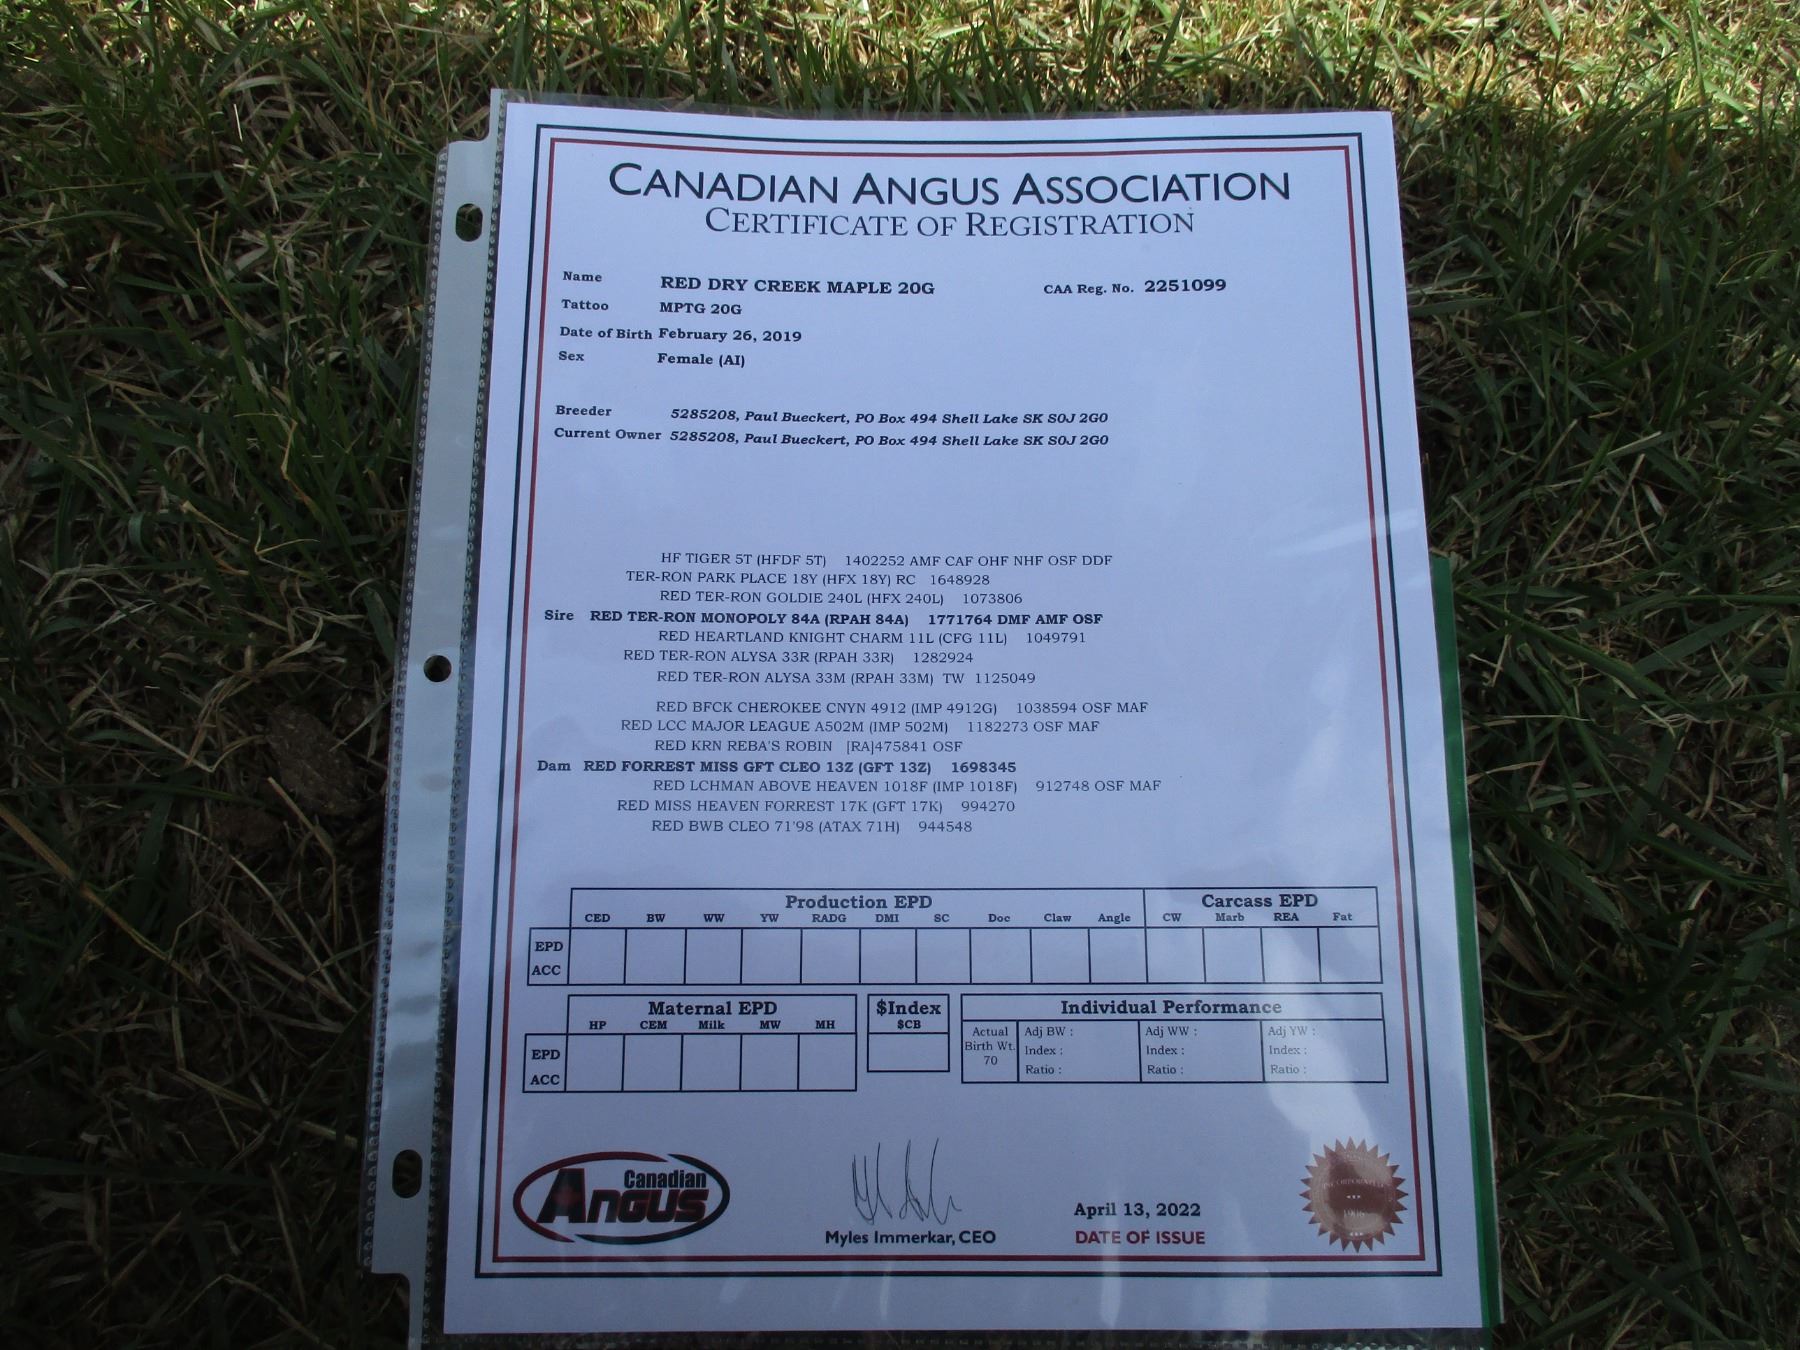 CANADIAN ANGUS ASSOCIATION
CERTIFICATE OF REGISTRATION
Name RED DRY CREEK MAPLE 20G CAA Reg. No. 2251099
Tattoo MPTG 20G
Date of Birth February 26, 2019
Sex Female (AI)
Breeder 5285208, Paul Bueckert, PO Box 494 Shell Lake SK S0J 2G0
Current Owner 5285208, Paul Bueckert, PO Box 494 Shell Lake SK S0J 2G0
HF TIGER 5T (HFDF 5T) 1402252 AMF CAF OHF NHF OSF DDF
TER-RON PARK PLACE 18Y (HFX 18Y) RC 1648928
RED TER-RON GOLDIE 240L (HFX 240L) 1073806
Sire RED TER-RON MONOPOLY 84A (RPAH 84A) 1771764 DMF AMF OSF
RED HEARTLAND KNIGHT CHARM 11L (CFG 11L) 1049791
RED TER-RON ALYSA 33R (RPAH 33R) 1282924
RED TER-RON ALYSA 33M (RPAH 33M) TW 1125049
RED BFCK CHEROKEE CNYN 4912 (IMP 4912G) 1038594 OSF MAF
RED LCC MAJOR LEAGUE A502M (IMP 502M) 1182273 OSF MAF
RED KRN REBA'S ROBIN [RA]475841 OSF
Dam RED FORREST MISS GFT CLEO 13Z (GFT 13Z) 1698345
RED LCHMAN ABOVE HEAVEN 1018F (IMP 1018F) 912748 OSF MAF
RED MISS HEAVEN FORREST 17K (GFT 17K) 994270
RED BWB CLEO 71'98 (ATAX 71H) 944548
Production EPD Carcass EPD
CED BW WW YW RADG DMI SC Doc Claw Angle CW Marb REA Fat
EPD
ACC
Maternal EPD $Index Individual Performance
HP CEM Milk MW MH $CB
Actual Adj BW : Adj WW : Adj YW :
Birth Wt. Index : Index : Index :
70 Ratio : Ratio : Ratio :
EPD
ACC
Canadian
ANGUS
Myles Immerkar, CEO
April 13, 2022
DATE OF ISSUE
INCORPORATED
1906